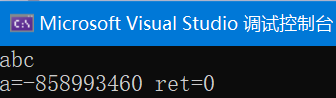 Microsoft Visual Studio 调试控制台
abc
a=-858993460 ret=0